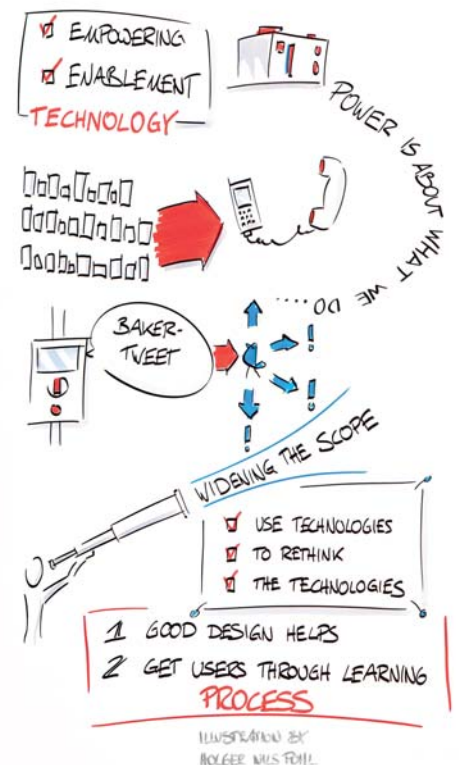 EMPOWERING
ENABLEMENT
TECHNOLOGY
POWER IS ABOUT WHAT WE DO....
BAKER-
TWEET
WIDENING THE SCOPE
USE TECHNOLOGIES
TO RETHINK
THE TECHNOLOGIES
1 GOOD DESIGN HELPS
2 GET USERS THROUGH LEARNING
PROCESS
ILLUSTRATION BY
HOLGER NILS POHL